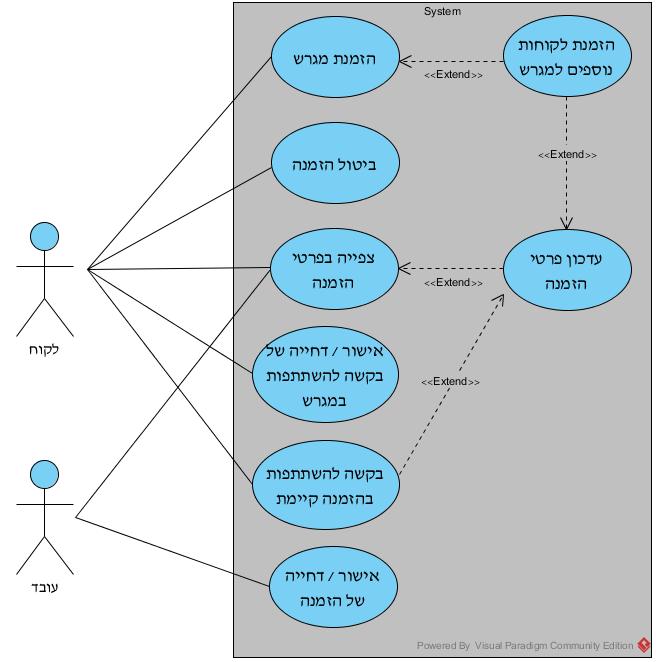 System
הזמנת מגרש
<<Extend>>
הזמנת לקוחות
נוספים למגרש
ביטול הזמנה
<<Extend>>
צפייה בפרטי
הזמנה
<<Extend>>
עדכון פרטי
הזמנה
לקוח
אישור / דחייה של
בקשה להשתתפות
במגרש
<<Extend>>
בקשה להשתתפות
בהזמנה קיימת
עובד
אישור / דחייה
של הזמנה
Powered By Visual Paradigm Community Edition